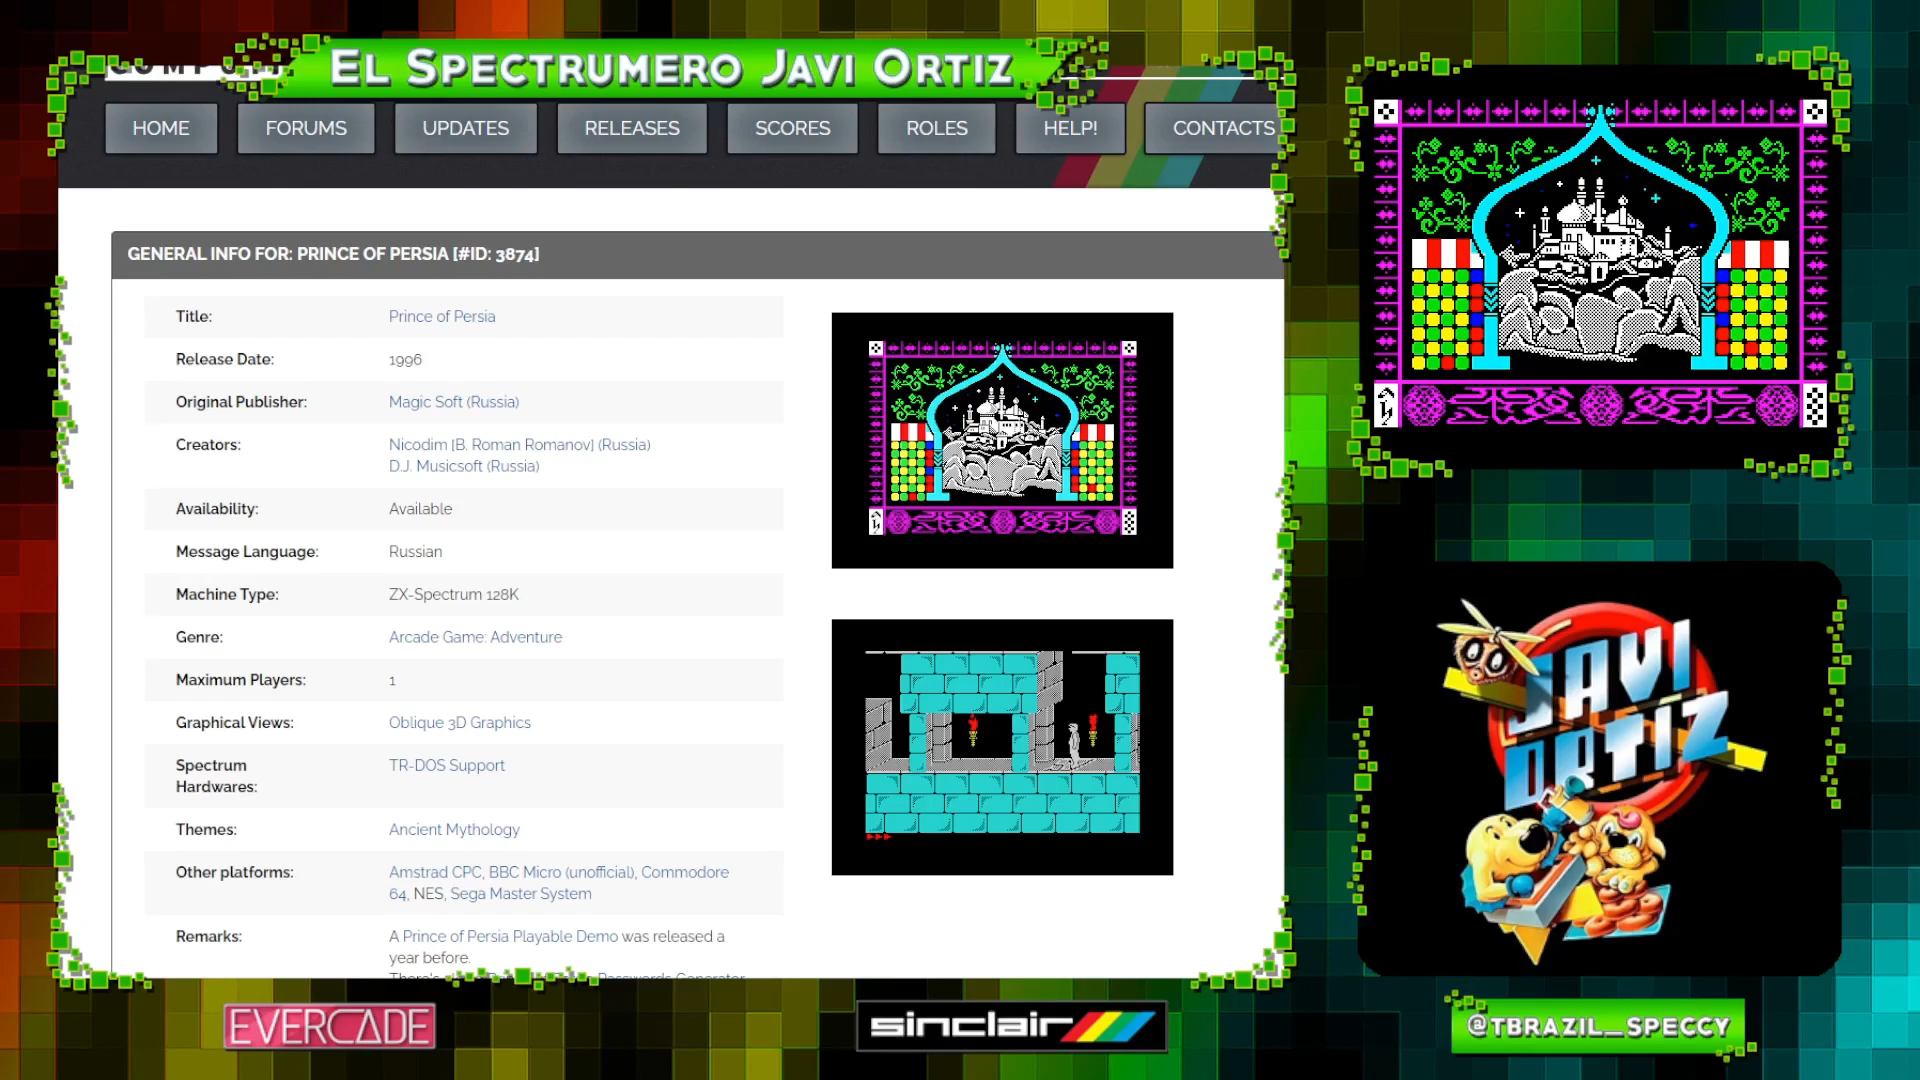 EL SPECTRUMERO JAVI ORTIZ
HOME FORUMS UPDATES RELEASES SCORES ROLES HELP! CONTACTS
GENERAL INFO FOR: PRINCE OF PERSIA [#ID: 3874]
Title: Prince of Persia
Release Date: 1996
Original Publisher: Magic Soft (Russia)
Creators: Nicodim [B. Roman Romanov] (Russia)
D.J. Musicsoft (Russia)
Availability: Available
Message Language: Russian
Machine Type: ZX-Spectrum 128K
Genre: Arcade Game: Adventure
Maximum Players: 1
Graphical Views: Oblique 3D Graphics
Spectrum
Hardwares: TR-DOS Support
Themes: Ancient Mythology
Other platforms: Amstrad CPC, BBC Micro (unofficial), Commodore
64, NES, Sega Master System
Remarks: A Prince of Persia Playable Demo was released a
year before.
There's Passwords Generator
JAVI
ORTIZ
EVERCADE
sinclair
@TBRAZIL_SPECCY